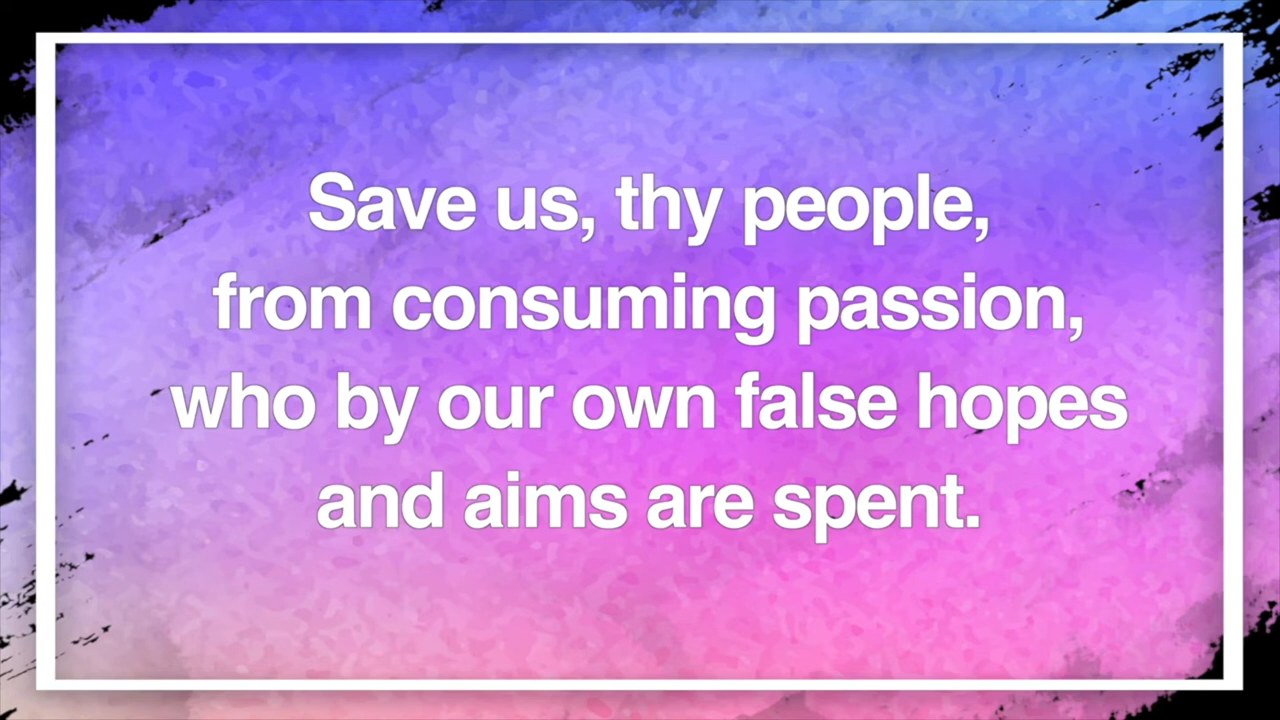 Save us, thy people,
from consuming passion,
who by our own false hopes
and aims are spent.